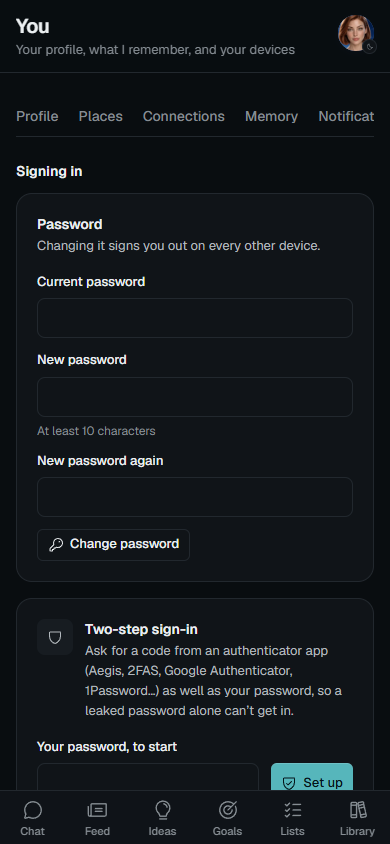 You
Your profile, what I remember, and your devices
Profile Places Connections Memory Notificat
Signing in
Password
Changing it signs you out on every other device.
Current password
New password
At least 10 characters
New password again
Change password
Two-step sign-in
Ask for a code from an authenticator app
(Aegis, 2FAS, Google Authenticator,
1Password…) as well as your password, so a
leaked password alone can't get in.
Your password, to start
Set up
Chat Feed Ideas Goals Lists Library